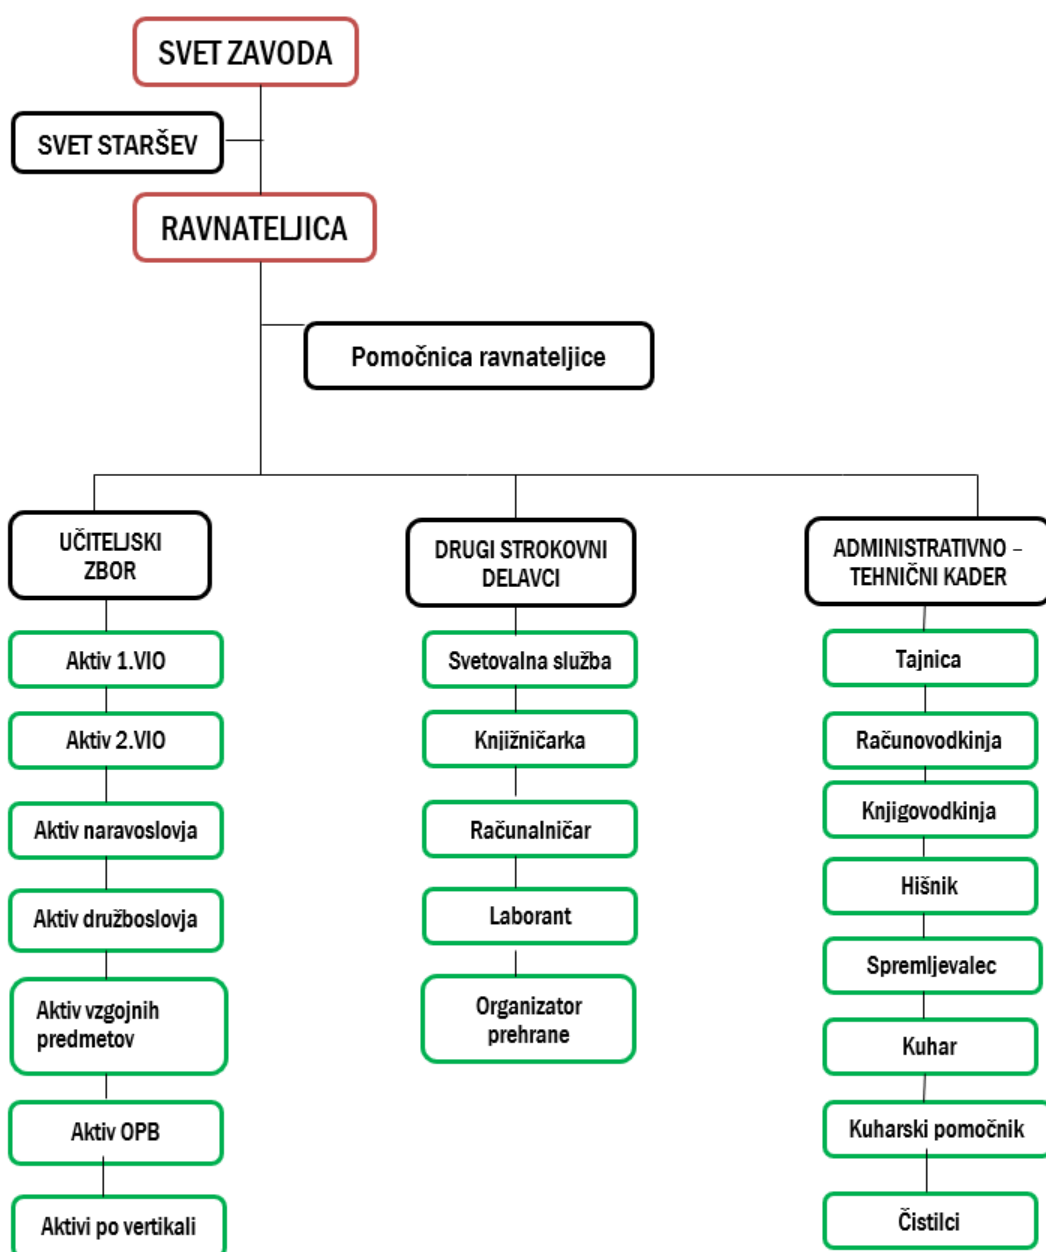 SVET ZAVODA
SVET STARŠEV
RAVNATELJICA
Pomočnica ravnateljice
UČITELJSKI
ZBOR
Aktiv 1.VIO
Aktiv 2.VIO
Aktiv naravoslovja
Aktiv družboslovja
Aktiv vzgojnih
predmetov
Aktiv OPB
Aktivi po vertikali
DRUGI STROKOVNI
DELAVCI
Svetovalna služba
Knjižničarka
Računalničar
Laborant
Organizator
prehrane
ADMINISTRATIVNO –
TEHNIČNI KADER
Tajnica
Računovodkinja
Knjigovodkinja
Hišnik
Spremljevalec
Kuhar
Kuharski pomočnik
Čistilci